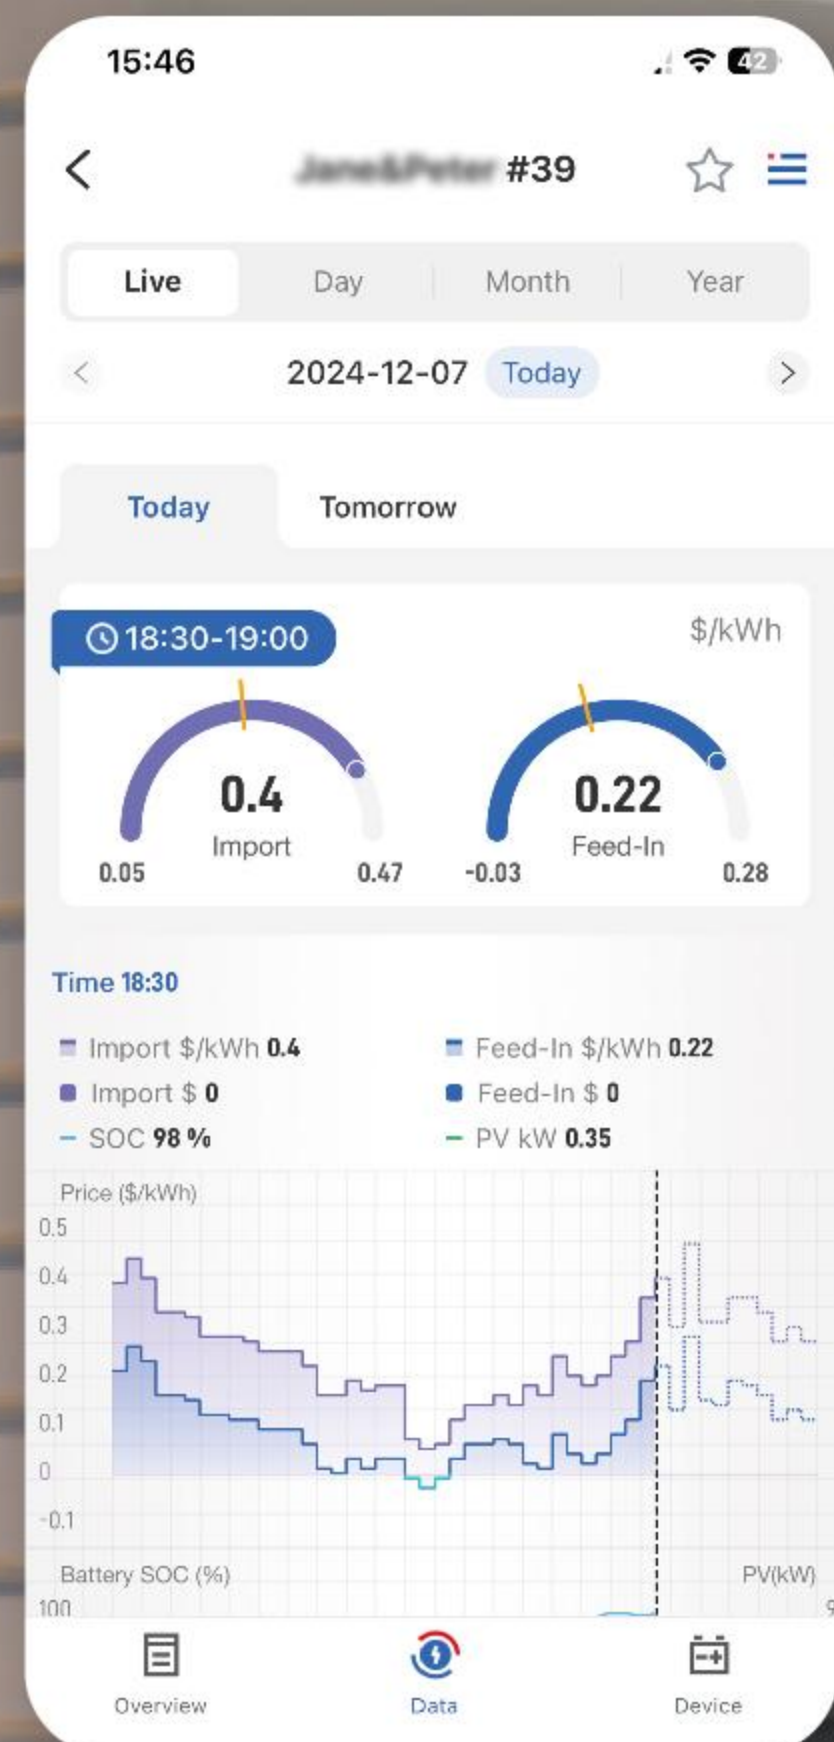 15:46
42
#39
Live Day Month Year
2024-12-07 Today
Today Tomorrow
18:30-19:00
$/kWh
0.4
Import
0.05 0.47
0.22
Feed-In
-0.03 0.28
Time 18:30
Import $/kWh 0.4 Feed-In $/kWh 0.22
Import $ 0 Feed-In $ 0
SOC 98 % PV kW 0.35
Price ($/kWh)
0.5
0.4
0.3
0.2
0.1
0
-0.1
Battery SOC (%) PV(kW)
100
Overview Data Device